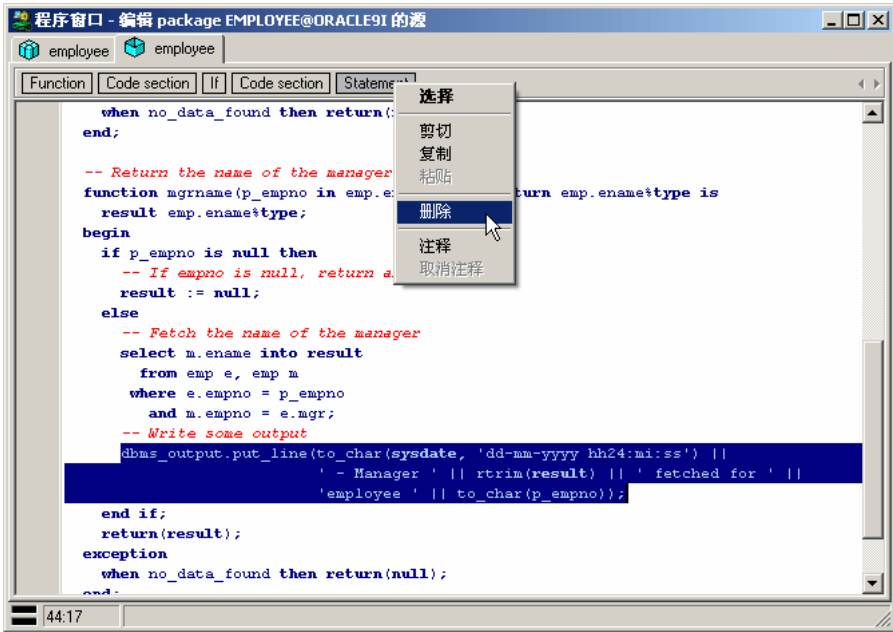 程序窗口 - 编辑 package EMPLOYEE@ORACLE9I 的源
employee employee
Function Code section If Code section Statement
when no_data_found then return(
end;
-- Return the name of the manager
function mgrname(p_empno in emp.e turn emp.ename%type is
result emp.ename%type;
begin
if p_empno is null then
-- If empno is null, return a
result := null;
else
-- Fetch the name of the manager
select m.ename into result
from emp e, emp m
where e.empno = p_empno
and m.empno = e.mgr;
-- Write some output
dbms_output.put_line(to_char(sysdate, 'dd-mm-yyyy hh24:mi:ss') ||
' - Manager ' || rtrim(result) || ' fetched for ' ||
'employee ' || to_char(p_empno));
end if;
return(result);
exception
when no_data_found then return(null);
end;
选择
剪切
复制
粘贴
删除
注释
取消注释
44:17